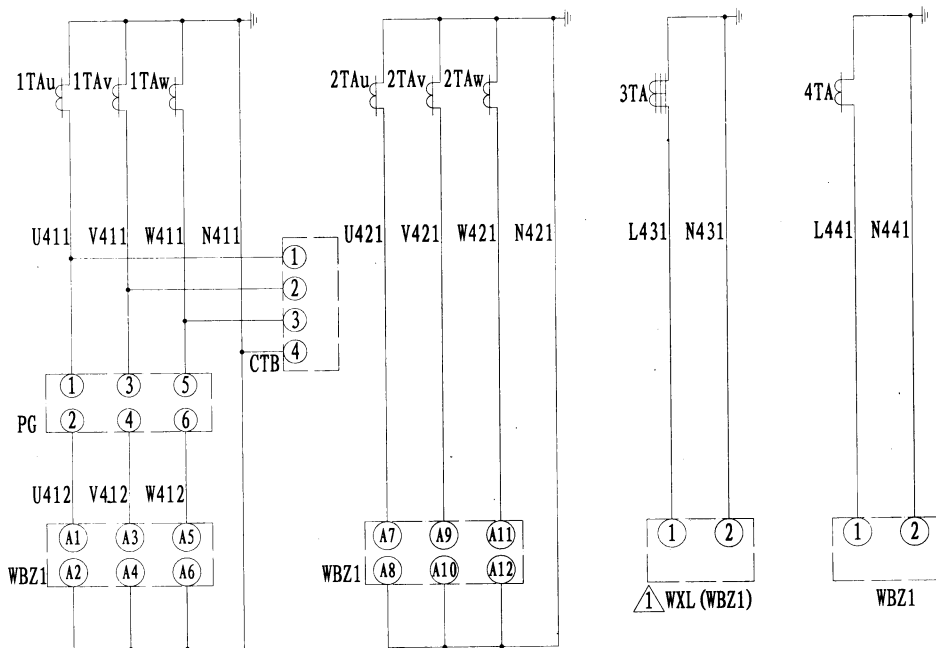 1TAu 1TAv 1TAw
2TAu 2TAv 2TAw
3TA
4TA
U411 V411 W411 N411
U421 V421 W421 N421
L431 N431
L441 N441
1
2
3
4
CTB
1 3 5
PG 2 4 6
U412 V412 W412
A1 A3 A5
WBZ1 A2 A4 A6
A7 A9 A11
WBZ1 A8 A10 A12
1 2
1 WXL (WBZ1)
1 2
WBZ1